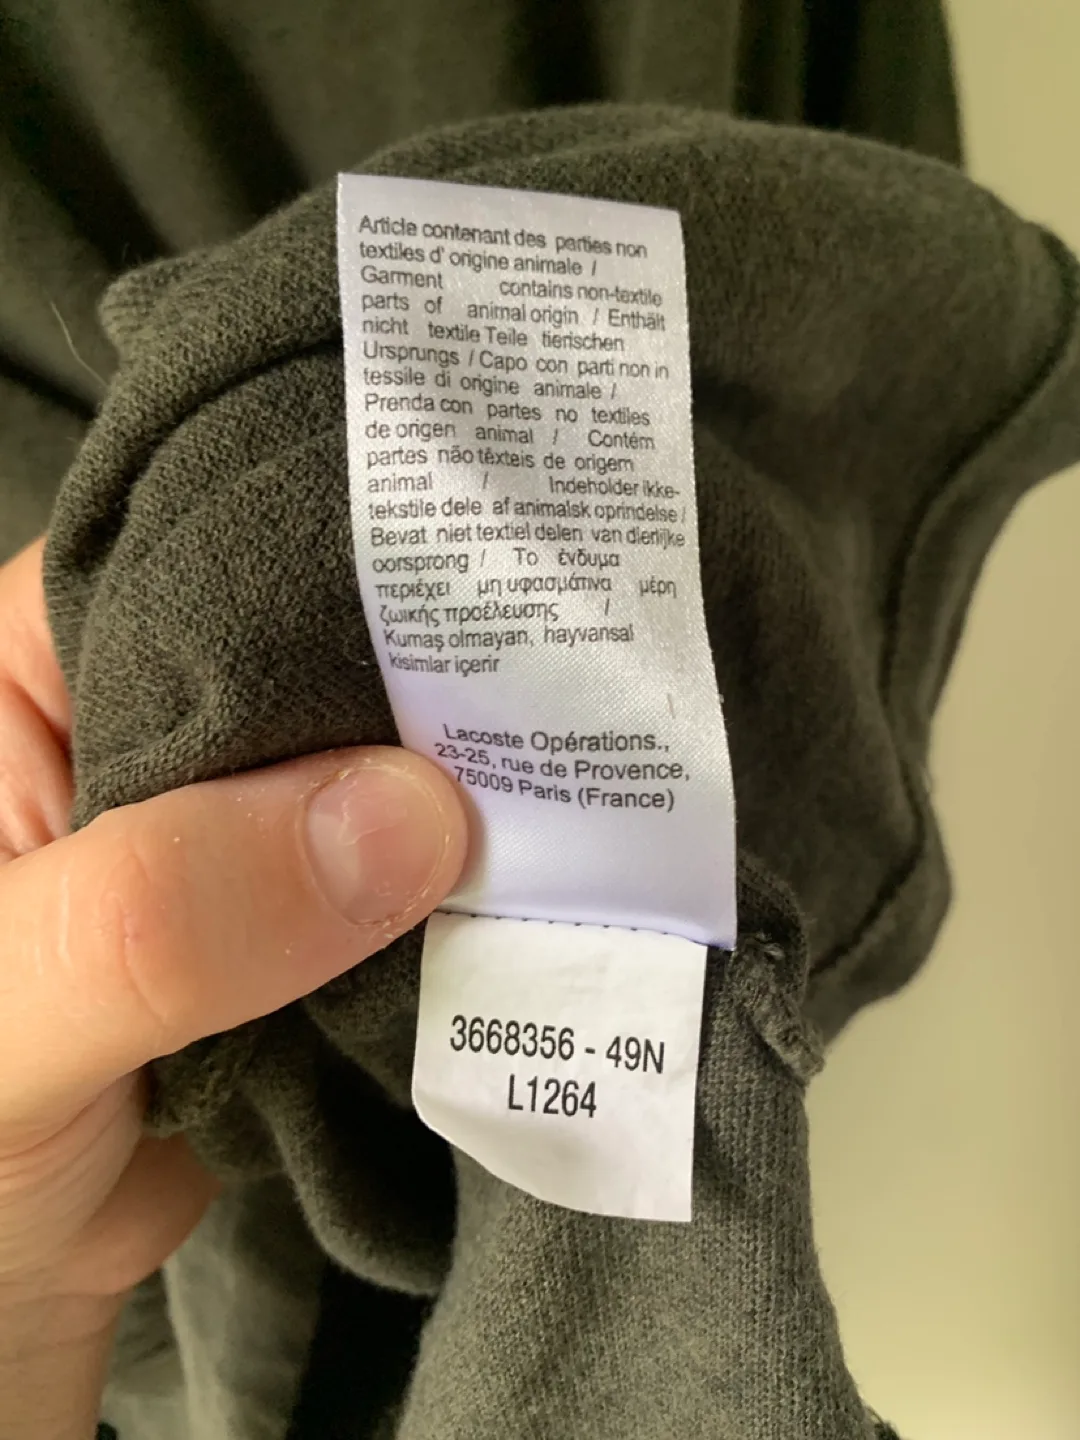 Article contenant des parties non
textiles d' origine animale /
Garment contains non-textile
parts of animal origin / Enthält
nicht textile Teile tierischen
Ursprungs / Capo con parti non in
tessile di origine animale /
Prenda con partes no textiles
de origen animal / Contém
partes não têxteis de origem
animal / Indeholder ikke-
tekstile dele af animalsk oprindelse /
Bevat niet textiel delen van dierlijke
oorsprong / Το ένδυμα
περιέχει μη υφασμάτινα μέρη
ζωικής προέλευσης /
Kumaş olmayan, hayvansal
kisimlar içerir
Lacoste Opérations.,
23-25, rue de Provence,
75009 Paris (France)
3668356 - 49N
L1264